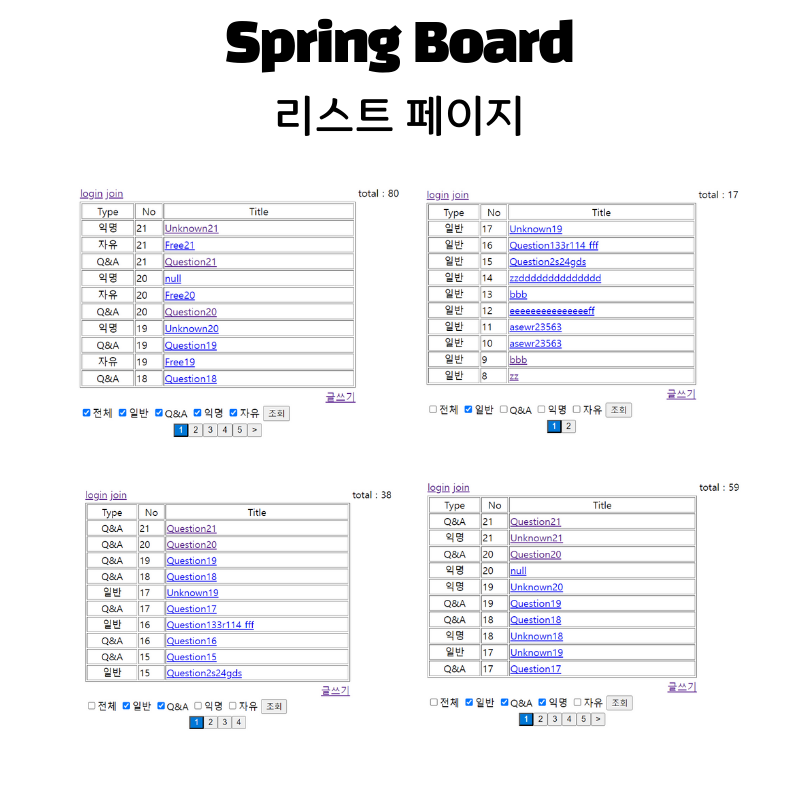 Spring Board
리스트 페이지
login join total : 80
Type No Title
익명 21 Unknown21
자유 21 Free21
Q&A 21 Question21
익명 20 null
자유 20 Free20
Q&A 20 Question20
익명 19 Unknown20
Q&A 19 Question19
자유 19 Free19
Q&A 18 Question18
글쓰기
전체 일반 Q&A 익명 자유 조회
1 2 3 4 5 >
login join total : 17
Type No Title
일반 17 Unknown19
일반 16 Question133r114_fff
일반 15 Question2s24gds
일반 14 zzdddddddddddddd
일반 13 bbb
일반 12 eeeeeeeeeeeeeeeff
일반 11 asewr23563
일반 10 asewr23563
일반 9 bbb
일반 8 zz
글쓰기
전체 일반 Q&A 익명 자유 조회
1 2
login join total : 38
Type No Title
Q&A 21 Question21
Q&A 20 Question20
Q&A 19 Question19
Q&A 18 Question18
일반 17 Unknown19
Q&A 17 Question17
일반 16 Question133r114_fff
Q&A 16 Question16
Q&A 15 Question15
일반 15 Question2s24gds
글쓰기
전체 일반 Q&A 익명 자유 조회
1 2 3 4
login join total : 59
Type No Title
Q&A 21 Question21
익명 21 Unknown21
Q&A 20 Question20
익명 20 null
익명 19 Unknown20
Q&A 19 Question19
Q&A 18 Question18
익명 18 Unknown18
일반 17 Unknown19
Q&A 17 Question17
글쓰기
전체 일반 Q&A 익명 자유 조회
1 2 3 4 5 >